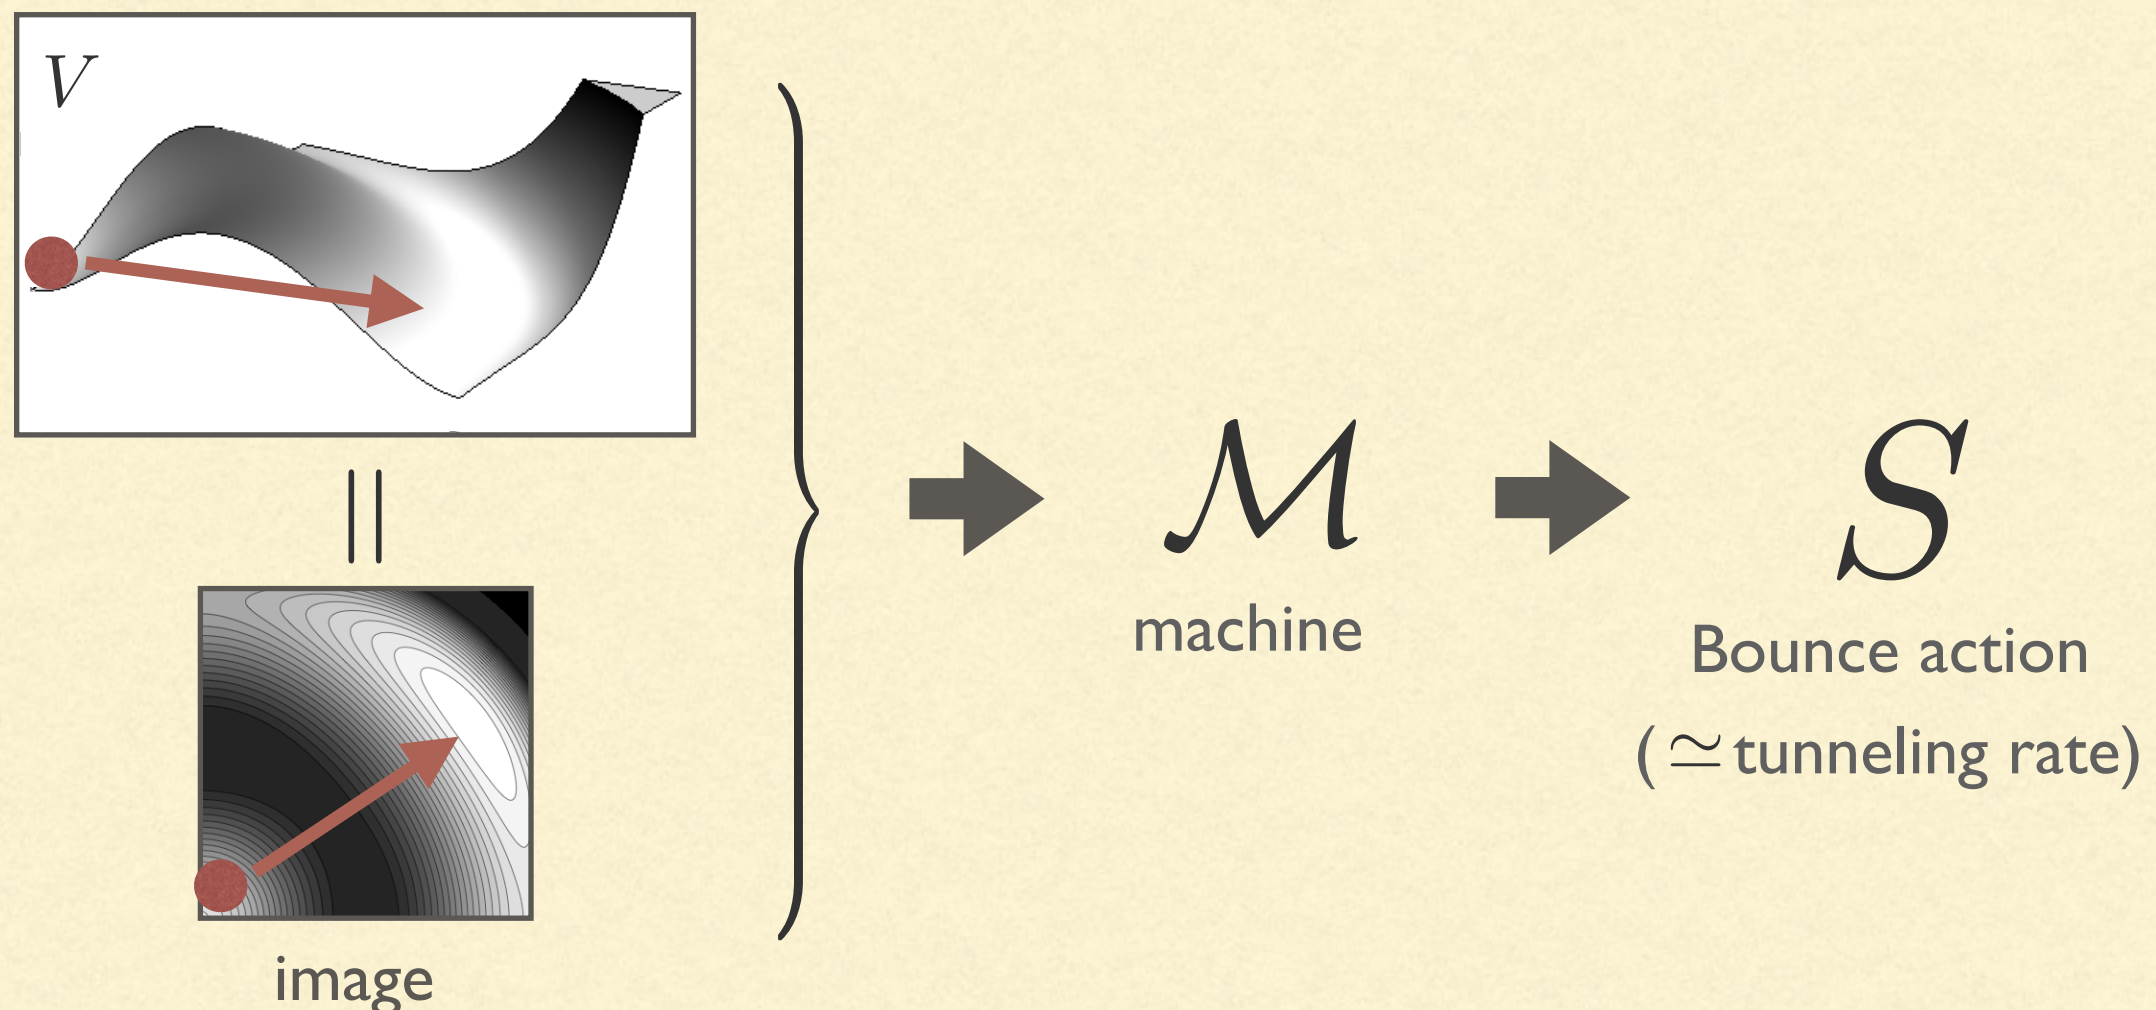 V
image
ℳ
machine
S
Bounce action
(≃ tunneling rate)